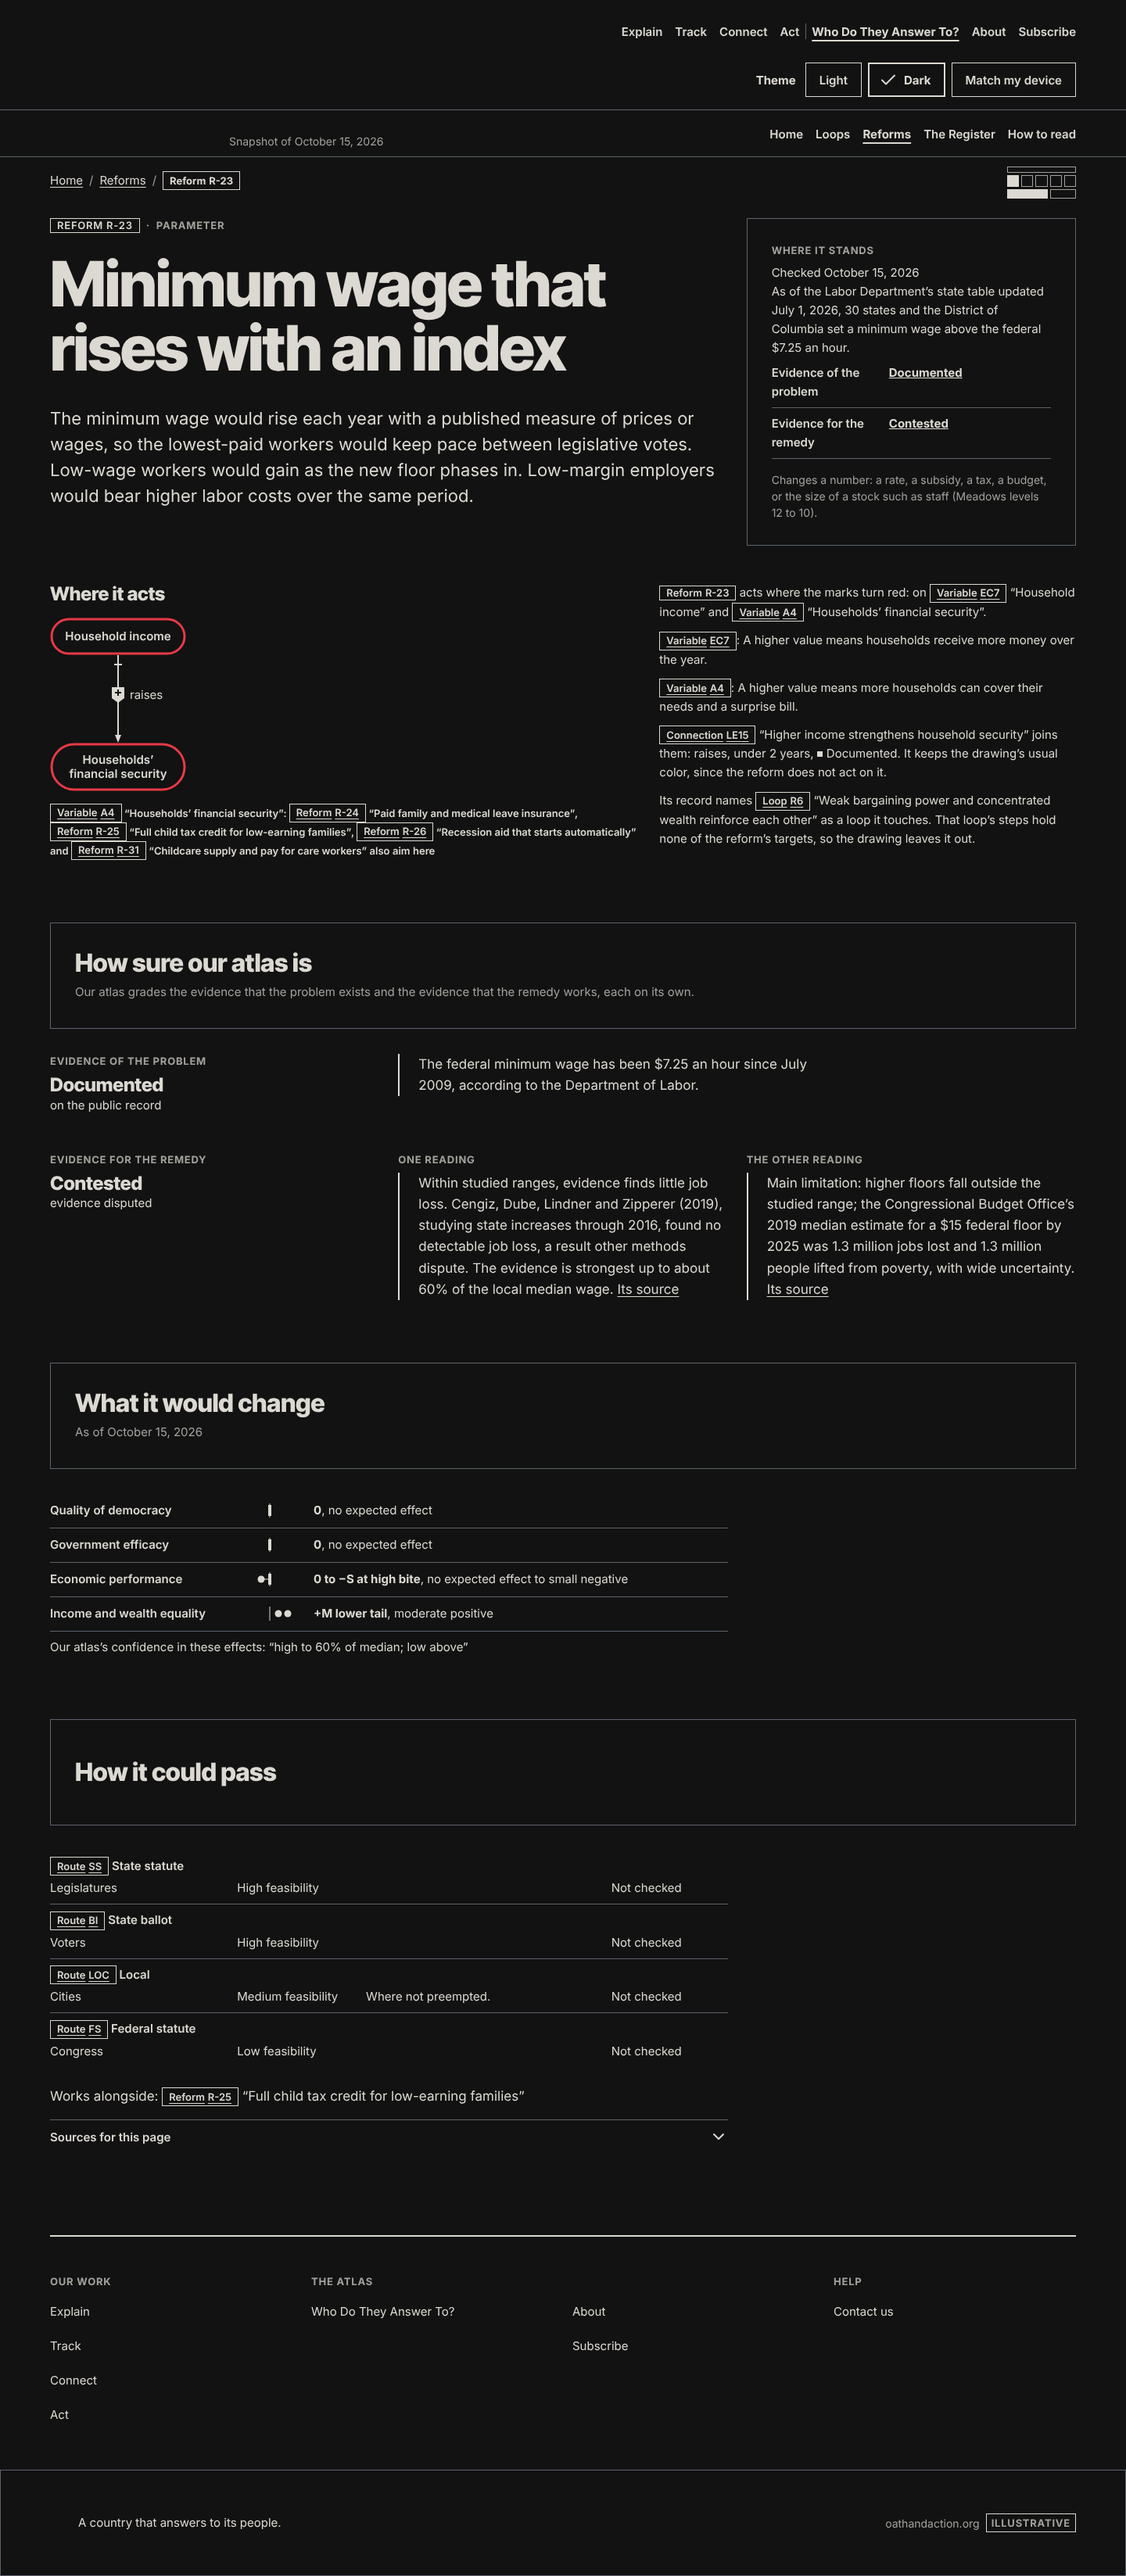 Explain Track Connect Act Who Do They Answer To? About Subscribe
Theme Light Dark Match my device
Snapshot of October 15, 2026
Home Loops Reforms The Register How to read
Home / Reforms / Reform R-23
REFORM R-23 · PARAMETER
Minimum wage that
rises with an index
The minimum wage would rise each year with a published measure of prices or
wages, so the lowest-paid workers would keep pace between legislative votes.
Low-wage workers would gain as the new floor phases in. Low-margin employers
would bear higher labor costs over the same period.
WHERE IT STANDS
Checked October 15, 2026
As of the Labor Department’s state table updated
July 1, 2026, 30 states and the District of
Columbia set a minimum wage above the federal
$7.25 an hour.
Evidence of the
problem
Documented
Evidence for the
remedy
Contested
Changes a number: a rate, a subsidy, a tax, a budget,
or the size of a stock such as staff (Meadows levels
12 to 10).
Where it acts
Household income
raises
Households’
financial security
Variable A4 “Households’ financial security”: Reform R-24 “Paid family and medical leave insurance”,
Reform R-25 “Full child tax credit for low-earning families”, Reform R-26 “Recession aid that starts automatically”
and Reform R-31 “Childcare supply and pay for care workers” also aim here
Reform R-23 acts where the marks turn red: on Variable EC7 “Household
income” and Variable A4 “Households’ financial security”.
Variable EC7: A higher value means households receive more money over
the year.
Variable A4: A higher value means more households can cover their
needs and a surprise bill.
Connection LE15 “Higher income strengthens household security” joins
them: raises, under 2 years, ■ Documented. It keeps the drawing’s usual
color, since the reform does not act on it.
Its record names Loop R6 “Weak bargaining power and concentrated
wealth reinforce each other” as a loop it touches. That loop’s steps hold
none of the reform’s targets, so the drawing leaves it out.
How sure our atlas is
Our atlas grades the evidence that the problem exists and the evidence that the remedy works, each on its own.
EVIDENCE OF THE PROBLEM
Documented
on the public record
The federal minimum wage has been $7.25 an hour since July
2009, according to the Department of Labor.
EVIDENCE FOR THE REMEDY
Contested
evidence disputed
ONE READING
Within studied ranges, evidence finds little job
loss. Cengiz, Dube, Lindner and Zipperer (2019),
studying state increases through 2016, found no
detectable job loss, a result other methods
dispute. The evidence is strongest up to about
60% of the local median wage. Its source
THE OTHER READING
Main limitation: higher floors fall outside the
studied range; the Congressional Budget Office’s
2019 median estimate for a $15 federal floor by
2025 was 1.3 million jobs lost and 1.3 million
people lifted from poverty, with wide uncertainty.
Its source
What it would change
As of October 15, 2026
Quality of democracy 0, no expected effect
Government efficacy 0, no expected effect
Economic performance 0 to −S at high bite, no expected effect to small negative
Income and wealth equality +M lower tail, moderate positive
Our atlas’s confidence in these effects: “high to 60% of median; low above”
How it could pass
Route SS State statute
Legislatures High feasibility Not checked
Route BI State ballot
Voters High feasibility Not checked
Route LOC Local
Cities Medium feasibility Where not preempted. Not checked
Route FS Federal statute
Congress Low feasibility Not checked
Works alongside: Reform R-25 “Full child tax credit for low-earning families”
Sources for this page
OUR WORK
Explain
Track
Connect
Act
THE ATLAS
Who Do They Answer To?
About
Subscribe
HELP
Contact us
A country that answers to its people.
oathandaction.org ILLUSTRATIVE